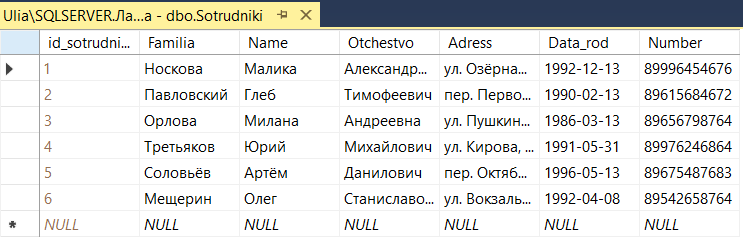 Ulia\SQLSERVER.Ла...а - dbo.Sotrudniki
id_sotrudni... Familia Name Otchestvo Adress Data_rod Number
1 Носкова Малика Александр... ул. Озёрна... 1992-12-13 89996454676
2 Павловский Глеб Тимофеевич пер. Перво... 1990-02-13 89615684672
3 Орлова Милана Андреевна ул. Пушкин... 1986-03-13 89656798764
4 Третьяков Юрий Михайлович ул. Кирова, ... 1991-05-31 89976246864
5 Соловьёв Артём Данилович пер. Октяб... 1996-05-13 89675487683
6 Мещерин Олег Станиславо... ул. Вокзаль... 1992-04-08 89542658764
NULL NULL NULL NULL NULL NULL NULL